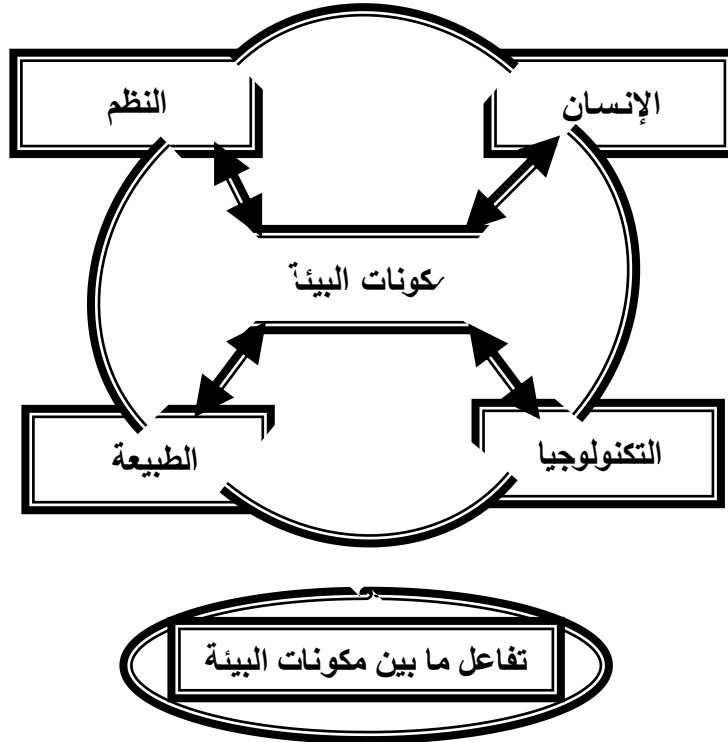 الإنسان
النظم
مكونات البيئة
التكنولوجيا
الطبيعة
تفاعل ما بين مكونات البيئة